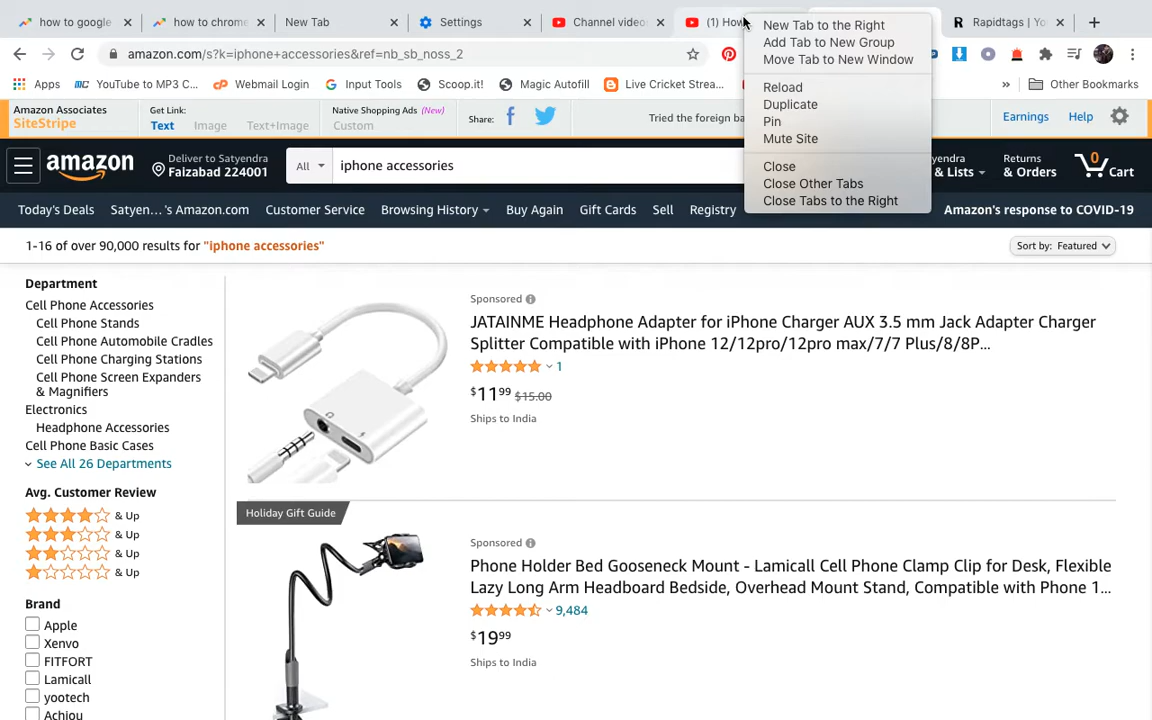 how to google
how to chrome
New Tab
Settings
Channel video
(1) How
Rapidtags | Yo
New Tab to the Right
Add Tab to New Group
Move Tab to New Window
Reload
Duplicate
Pin
Mute Site
Close
Close Other Tabs
Close Tabs to the Right
amazon.com/s?k=iphone+accessories&ref=nb_sb_noss_2
Apps
YouTube to MP3 C...
Webmail Login
Input Tools
Scoop.it!
Magic Autofill
Live Cricket Strea...
» Other Bookmarks
Amazon Associates
SiteStripe
Get Link:
Text Image Text+Image
Native Shopping Ads (New)
Custom
Share:
Tried the foreign ba
Earnings Help
amazon
Deliver to Satyendra
Faizabad 224001
All
iphone accessories
yendra
& Lists
Returns
& Orders
0
Cart
Today's Deals Satyen...'s Amazon.com Customer Service Browsing History Buy Again Gift Cards Sell Registry Amazon's response to COVID-19
1-16 of over 90,000 results for "iphone accessories"
Sort by: Featured
Department
Cell Phone Accessories
Cell Phone Stands
Cell Phone Automobile Cradles
Cell Phone Charging Stations
Cell Phone Screen Expanders
& Magnifiers
Electronics
Headphone Accessories
Cell Phone Basic Cases
See All 26 Departments
Avg. Customer Review
& Up
& Up
& Up
& Up
Brand
Apple
Xenvo
FITFORT
Lamicall
yootech
Achiou
Sponsored
JATAINME Headphone Adapter for iPhone Charger AUX 3.5 mm Jack Adapter Charger
Splitter Compatible with iPhone 12/12pro/12pro max/7/7 Plus/8/8P...
1
$11 99 $15.00
Ships to India
Holiday Gift Guide
Sponsored
Phone Holder Bed Gooseneck Mount - Lamicall Cell Phone Clamp Clip for Desk, Flexible
Lazy Long Arm Headboard Bedside, Overhead Mount Stand, Compatible with Phone 1...
9,484
$19 99
Ships to India